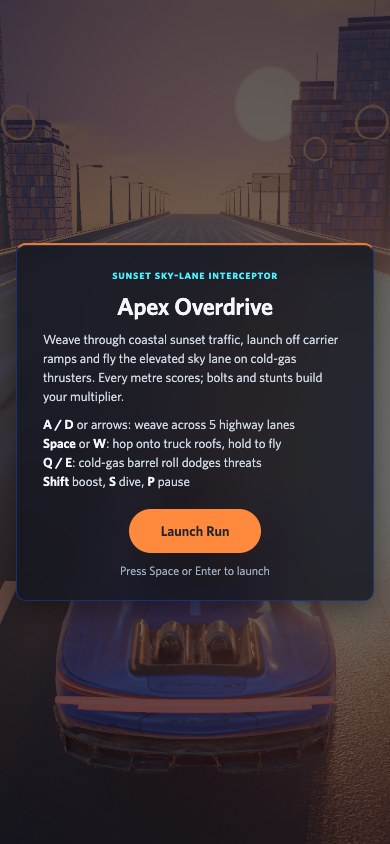 SUNSET SKY-LANE INTERCEPTOR
Apex Overdrive
Weave through coastal sunset traffic, launch off carrier
ramps and fly the elevated sky lane on cold-gas
thrusters. Every metre scores; bolts and stunts build
your multiplier.
A / D or arrows: weave across 5 highway lanes
Space or W: hop onto truck roofs, hold to fly
Q / E: cold-gas barrel roll dodges threats
Shift boost, S dive, P pause
Launch Run
Press Space or Enter to launch